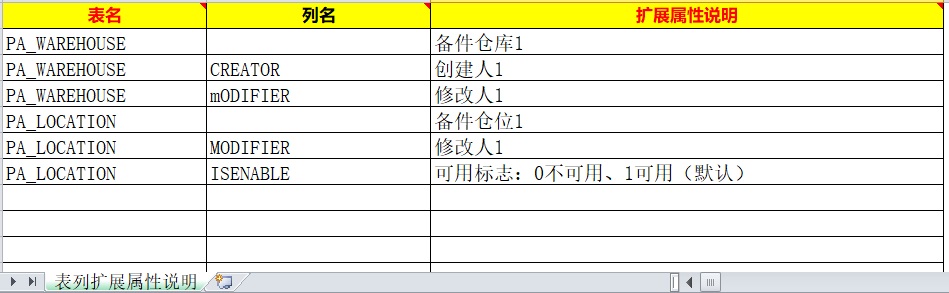 表名 列名 扩展属性说明
PA_WAREHOUSE 备件仓库1
PA_WAREHOUSE CREATOR 创建人1
PA_WAREHOUSE mODIFIER 修改人1
PA_LOCATION 备件仓位1
PA_LOCATION MODIFIER 修改人1
PA_LOCATION ISENABLE 可用标志：0不可用、1可用（默认）
表列扩展属性说明